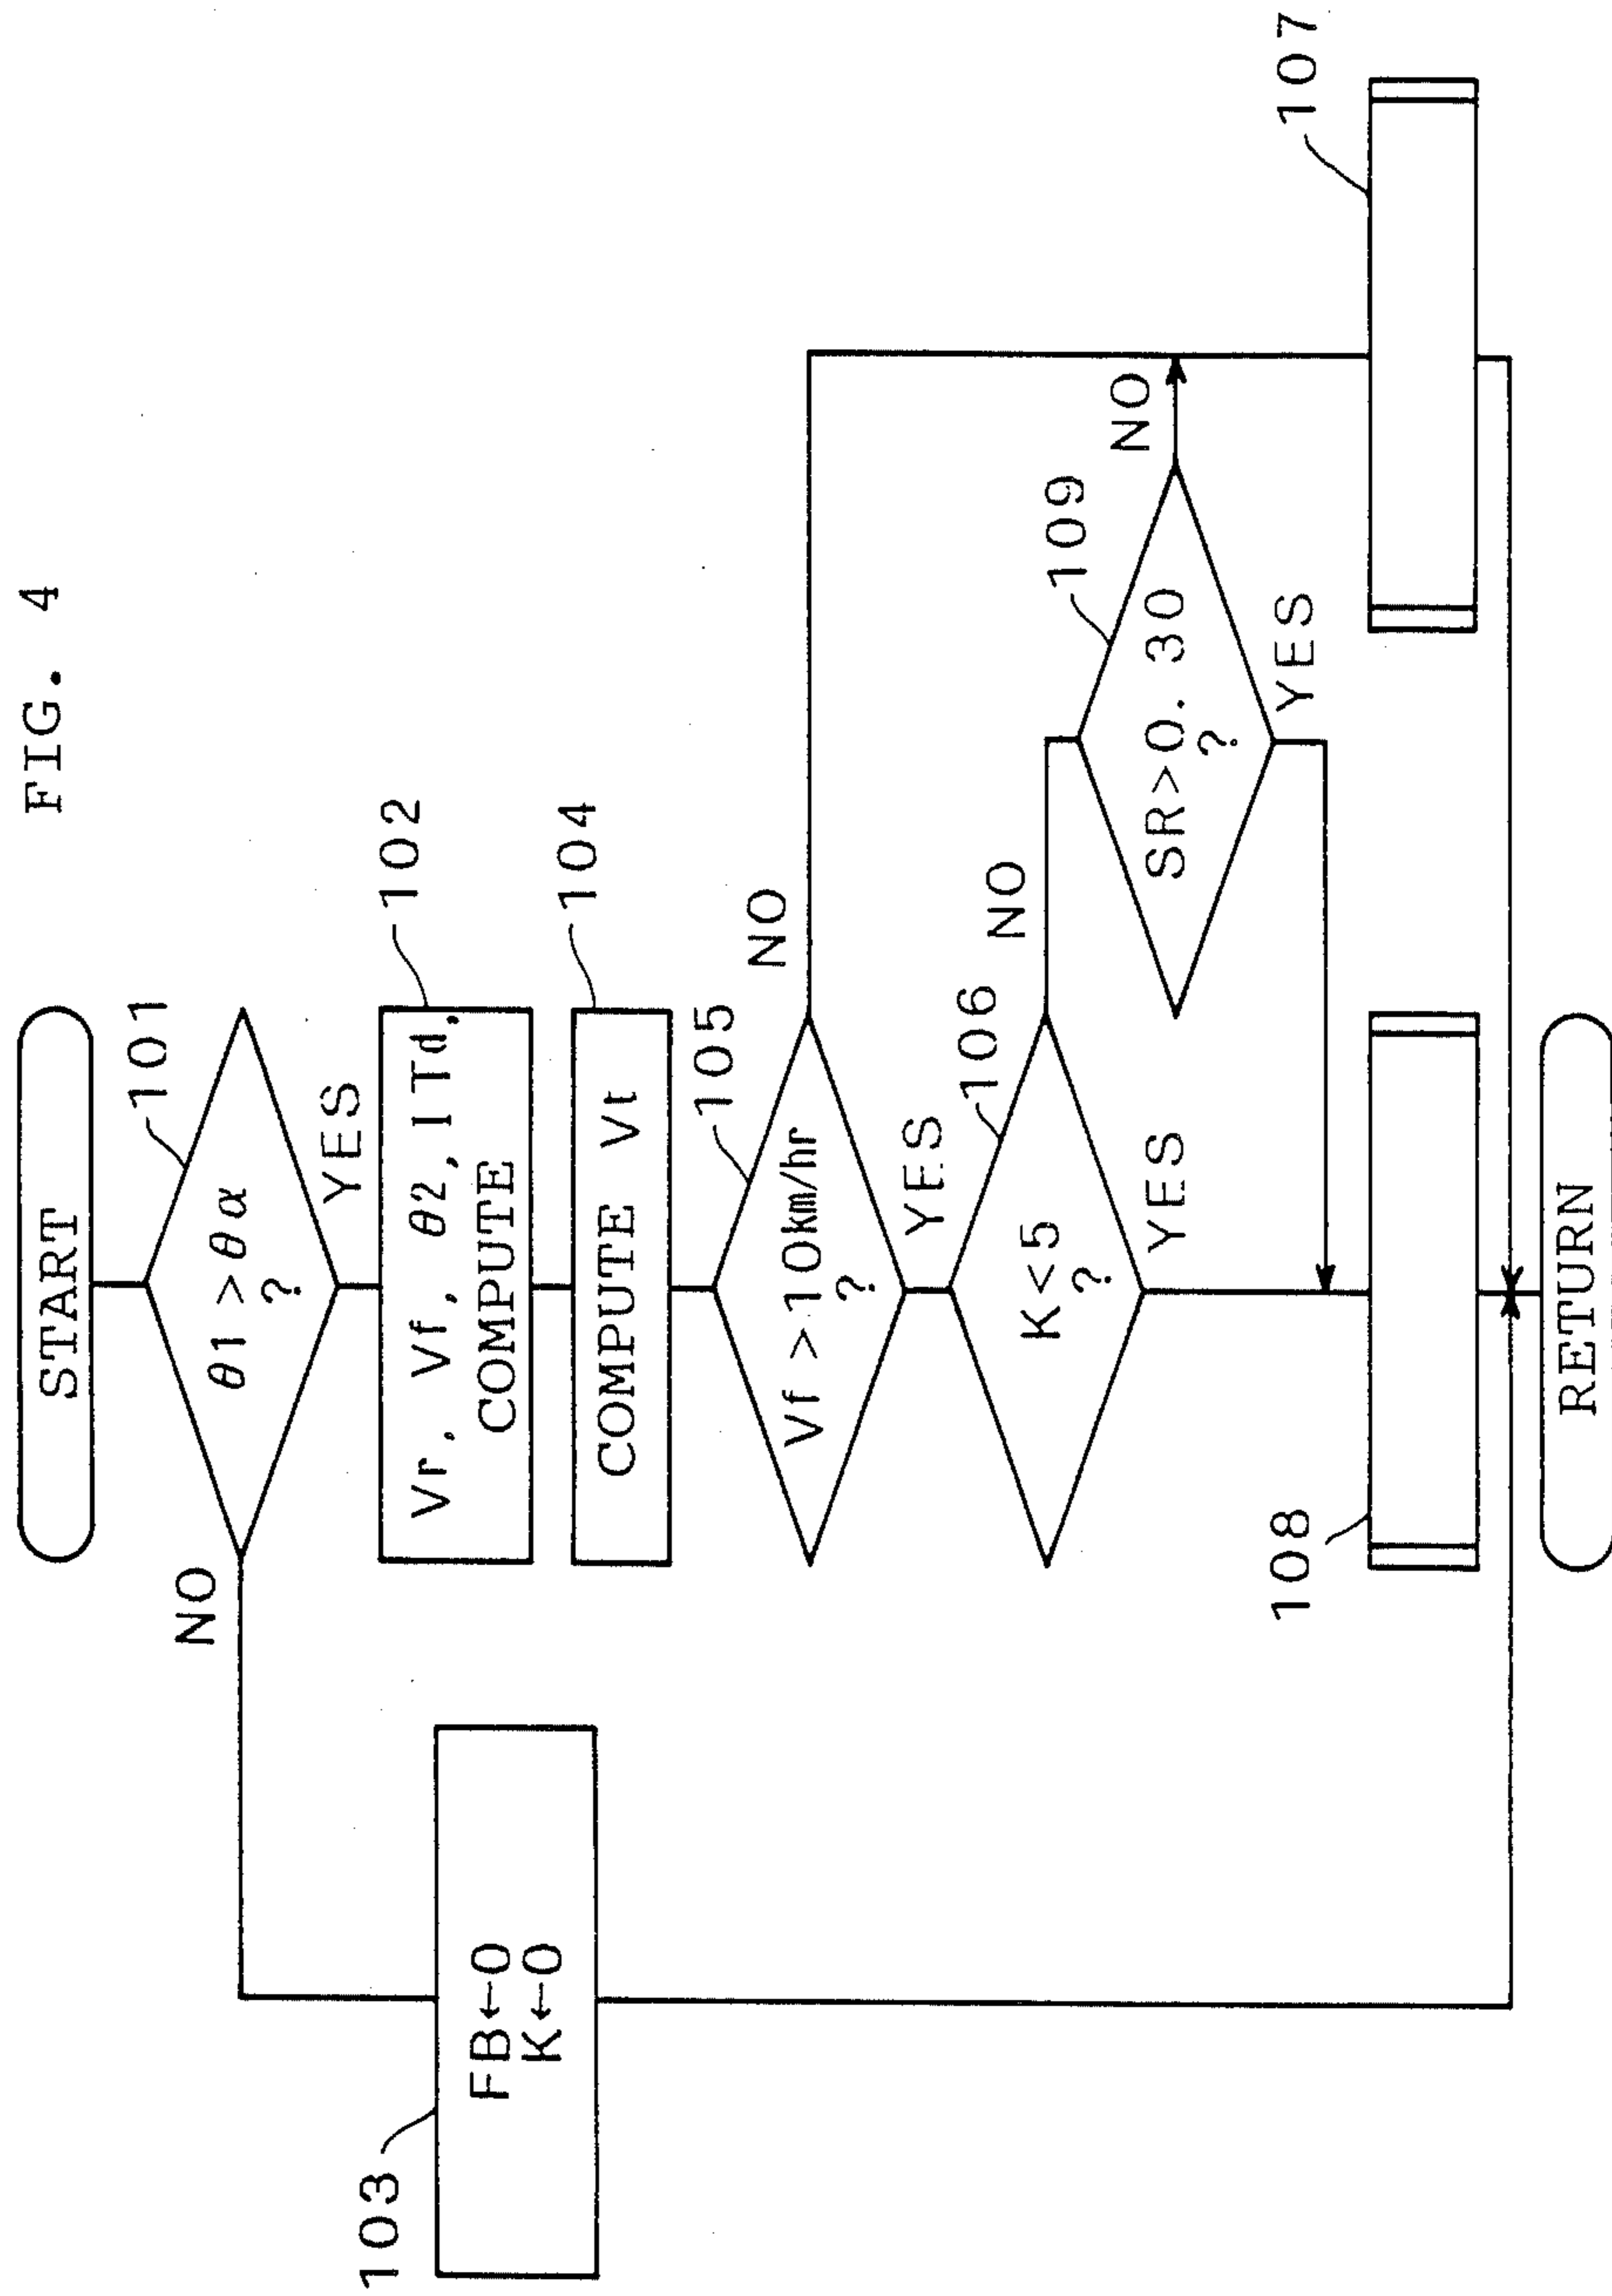 FIG. 4
START
101
θ1>θα
?
NO
YES
103
FB←0
K←0
102
Vr, Vf, θ2, ITd,
COMPUTE
104
COMPUTE Vt
105
Vf>10km/hr
?
NO
YES
106
K<5
?
NO
YES
109
SR>0.30
?
NO
YES
108
107
RETURN